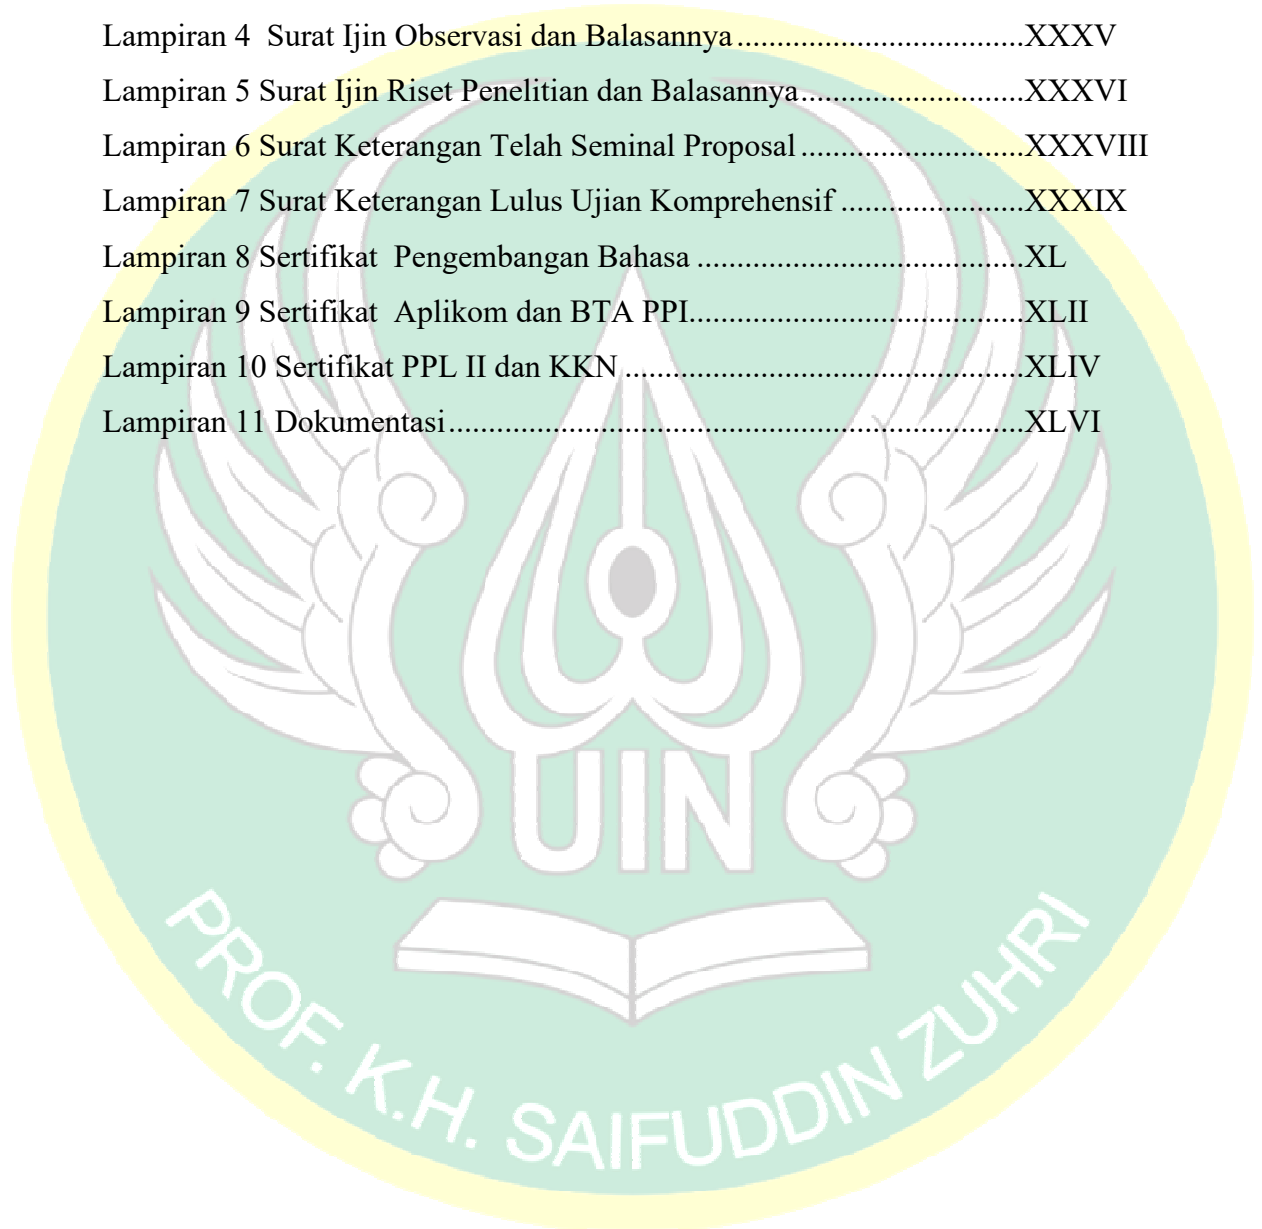 Lampiran 4  Surat Ijin Observasi dan Balasannya....................................XXXV
Lampiran 5 Surat Ijin Riset Penelitian dan Balasannya............................XXXVI
Lampiran 6 Surat Keterangan Telah Seminal Proposal............................XXXVIII
Lampiran 7 Surat Keterangan Lulus Ujian Komprehensif.......................XXXIX
Lampiran 8 Sertifikat  Pengembangan Bahasa.........................................XL
Lampiran 9 Sertifikat  Aplikom dan BTA PPI..........................................XLII
Lampiran 10 Sertifikat PPL II dan KKN..................................................XLIV
Lampiran 11 Dokumentasi........................................................................XLVI
UIN
PROF. K.H. SAIFUDDIN ZUHRI